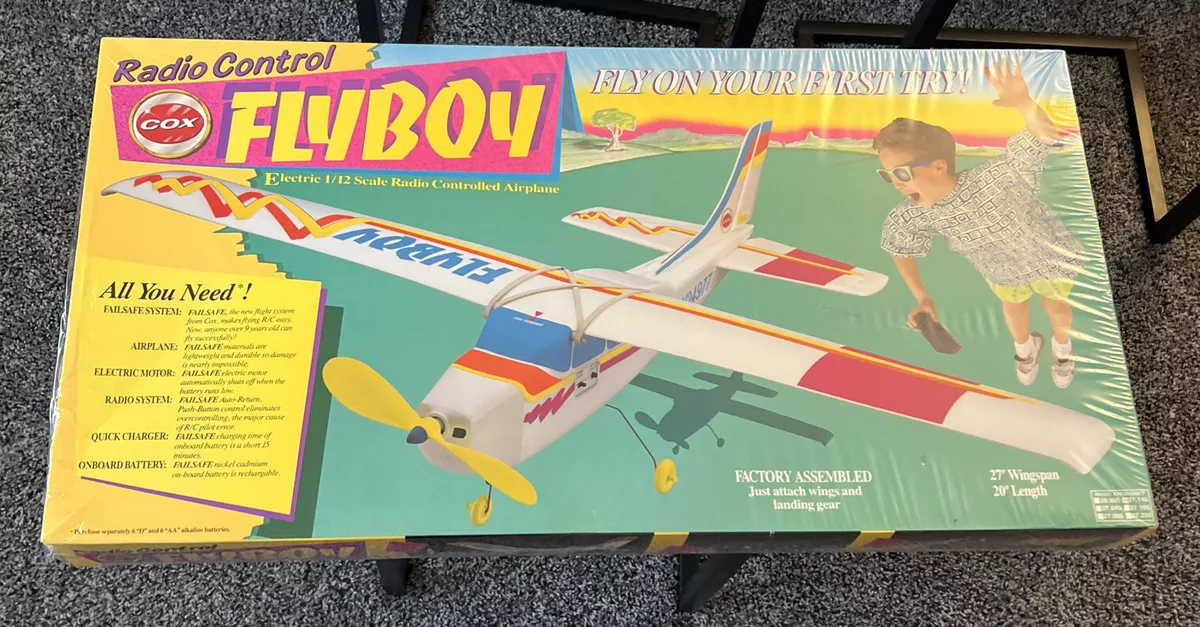 Radio Control
COX
FLYBOY
Electric 1/12 Scale Radio Controlled Airplane
FLY ON YOUR FIRST TRY!
FLYBOY
All You Need*!
FAILSAFE SYSTEM: FAILSAFE, the new flight system
from Cox, makes flying R/C easy.
Now, anyone over 9 years old can
fly successfully!
AIRPLANE: FAILSAFE materials are
lightweight and durable so damage
is nearly impossible.
ELECTRIC MOTOR: FAILSAFE electric motor
automatically shuts off when the
battery runs low.
RADIO SYSTEM: FAILSAFE Auto-Return,
Push-Button control eliminates
overcontrolling, the major cause
of R/C pilot error.
QUICK CHARGER: FAILSAFE charging time of
onboard battery is a short 15
minutes.
ONBOARD BATTERY: FAILSAFE nickel cadmium
on-board battery is rechargable.
*Purchase separately 6 "D" and 6 "AA" alkaline batteries.
FACTORY ASSEMBLED
Just attach wings and
landing gear
27" Wingspan
20" Length
Radio Control
FLYBOY